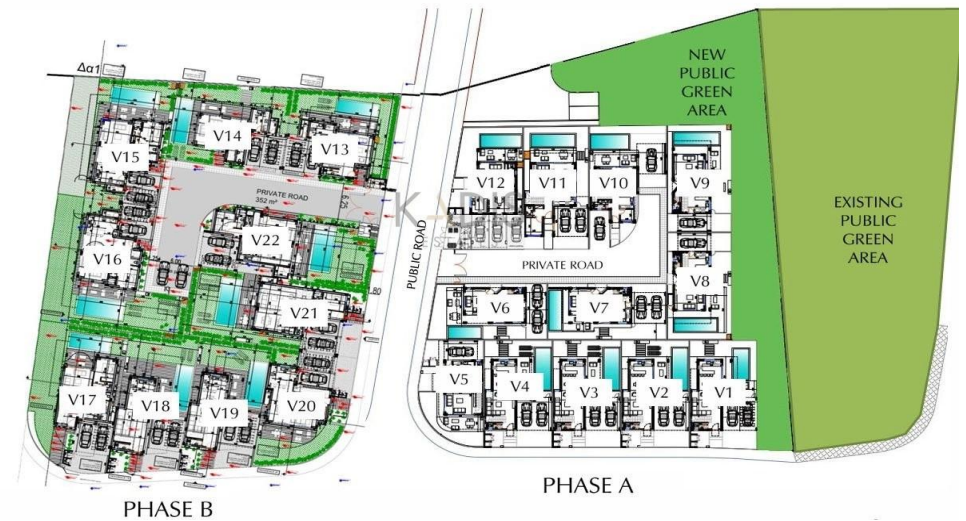 Δα1
V15
V14
V13
PRIVATE ROAD
352 m²
V16
V22
V21
V17
V18
V19
V20
PHASE B
PUBLIC ROAD
NEW
PUBLIC
GREEN
AREA
EXISTING
PUBLIC
GREEN
AREA
V12
V11
V10
V9
PRIVATE ROAD
V8
V6
V7
V5
V4
V3
V2
V1
PHASE A